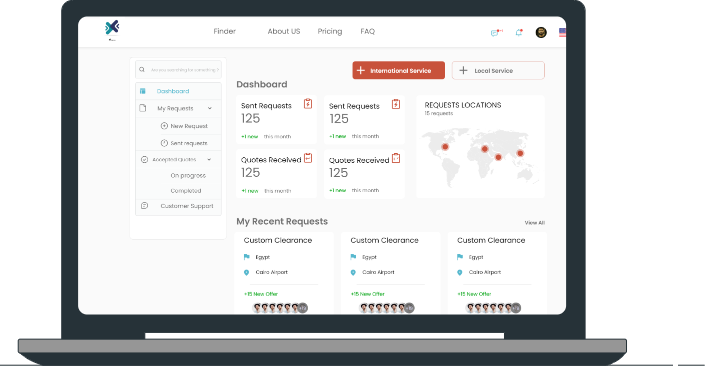 Finder
About US
Pricing
FAQ
Are you searching for something ?
International Service
Local Service
Dashboard
My Requests
New Request
Sent requests
Accepted Quotes
On progress
Completed
Customer Support
Dashboard
Sent Requests
125
+1 new this month
Sent Requests
125
+1 new this month
Quotes Received
125
+1 new this month
Quotes Received
125
+1 new this month
REQUESTS LOCATIONS
15 requests
My Recent Requests
View All
Custom Clearance
Egypt
Cairo Airport
+15 New Offer
Custom Clearance
Egypt
Cairo Airport
+15 New Offer
Custom Clearance
Egypt
Cairo Airport
+15 New Offer